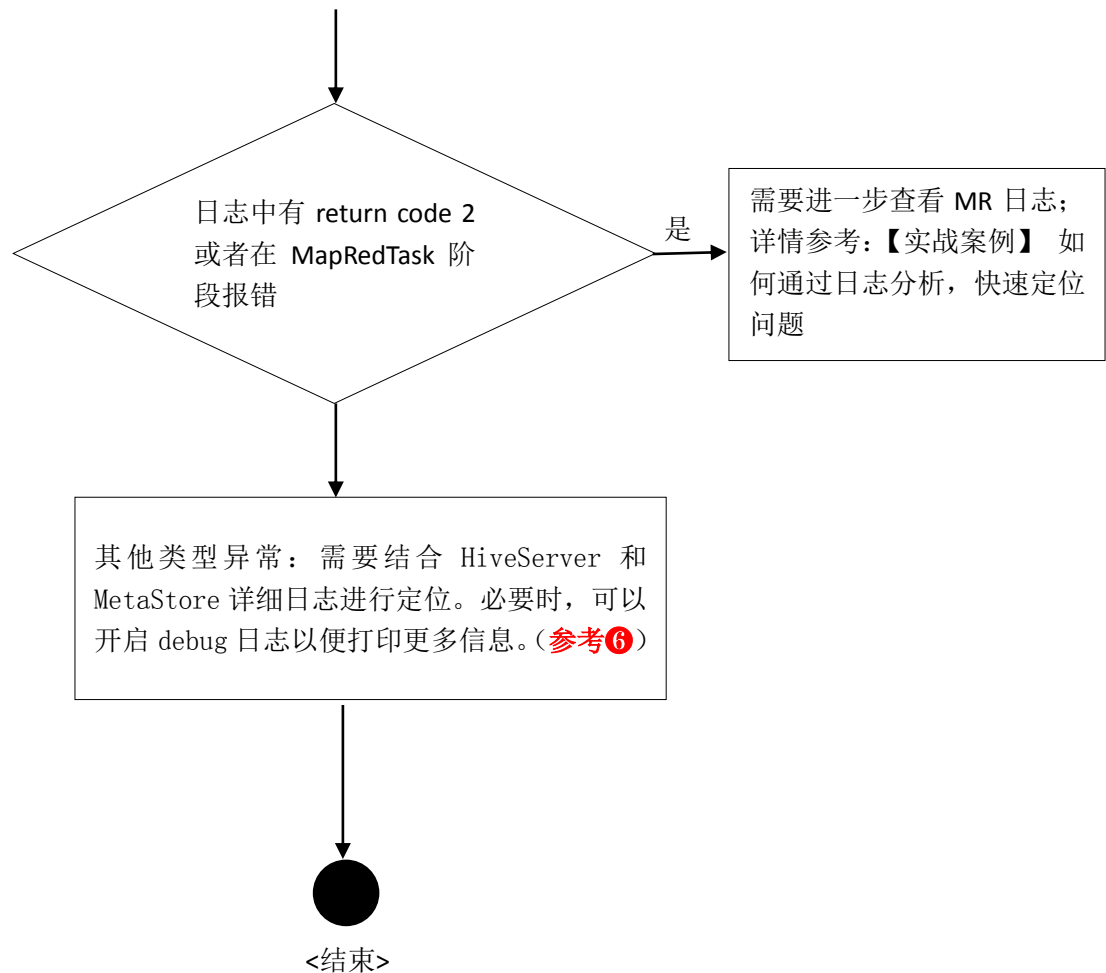 日志中有 return code 2
或者在 MapRedTask 阶
段报错
是
需要进一步查看 MR 日志；
详情参考：【实战案例】 如
何通过日志分析，快速定位
问题
其他类型异常：需要结合 HiveServer 和
MetaStore 详细日志进行定位。必要时，可以
开启 debug 日志以便打印更多信息。（参考❻）
<结束>